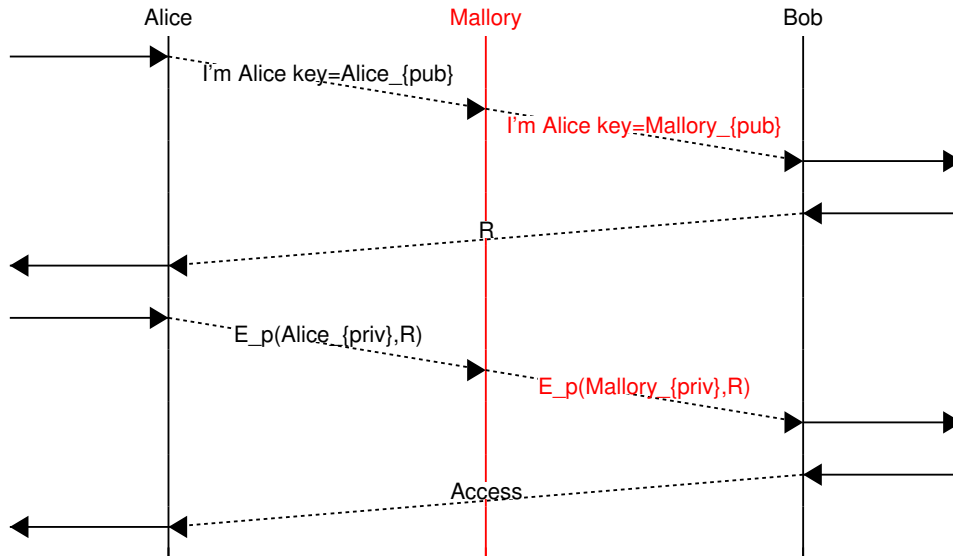 Alice
Mallory
Bob
I'm Alice key=Alice_{pub}
I'm Alice key=Mallory_{pub}
R
E_p(Alice_{priv},R)
E_p(Mallory_{priv},R)
Access